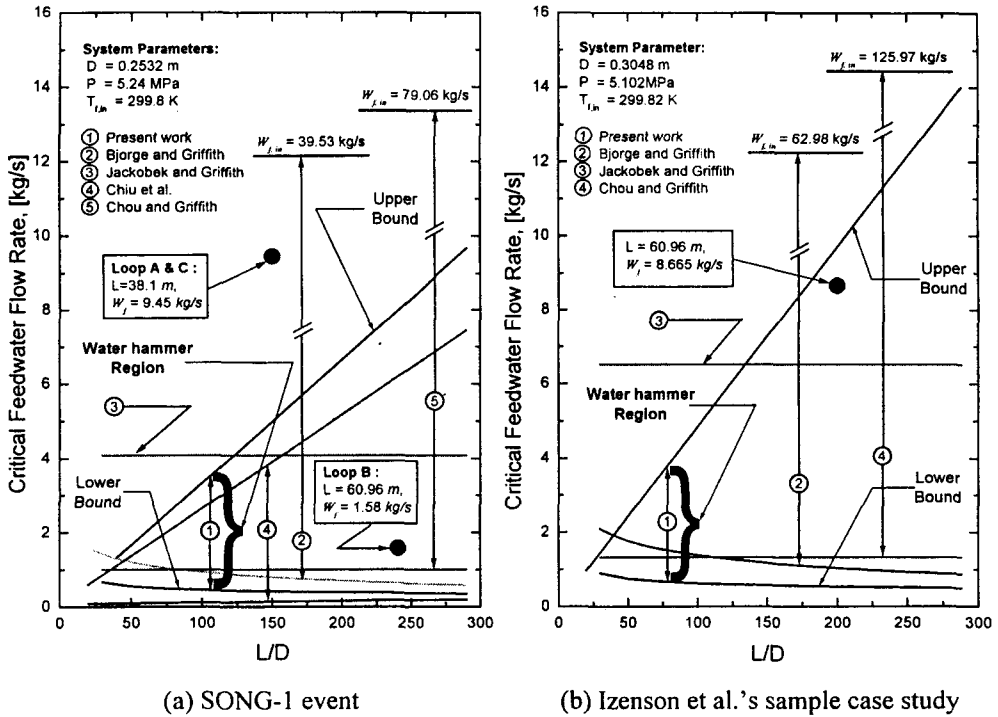 System Parameters:
D = 0.2532 m
P = 5.24 MPa
T_f,in = 299.8 K
① Present work
② Bjorge and Griffith
③ Jackobek and Griffith
④ Chiu et al.
⑤ Chou and Griffith
W_f, in = 79.06 kg/s
W_f, in = 39.53 kg/s
Upper
Bound
Loop A & C :
L=38.1 m,
W_f = 9.45 kg/s
Water hammer
Region
③
Lower
Bound
Loop B :
L = 60.96 m,
W_f = 1.58 kg/s
①
④
②
⑤
Critical Feedwater Flow Rate, [kg/s]
16
14
12
10
8
6
4
2
0
0 50 100 150 200 250 300
L/D
(a) SONG-1 event
System Parameter:
D = 0.3048 m
P = 5.102MPa
T_f,in = 299.82 K
① Present work
② Bjorge and Griffith
③ Jackobek and Griffith
④ Chou and Griffith
W_f, in = 125.97 kg/s
W_f, in = 62.98 kg/s
L = 60.96 m,
W_f = 8.665 kg/s
Upper
Bound
③
Water hammer
Region
Lower
Bound
①
②
④
Critical Feedwater Flow Rate, [kg/s]
16
14
12
10
8
6
4
2
0
0 50 100 150 200 250 300
L/D
(b) Izenson et al.'s sample case study